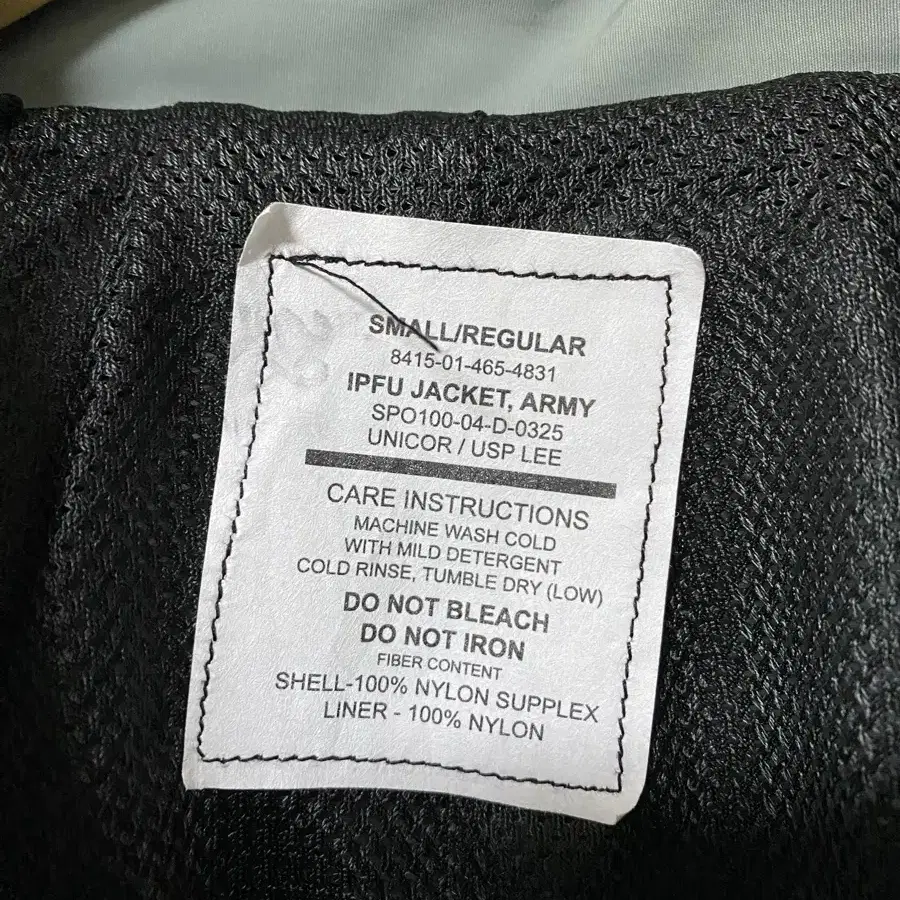 SMALL/REGULAR
8415-01-465-4831
IPFU JACKET, ARMY
SPO100-04-D-0325
UNICOR / USP LEE
CARE INSTRUCTIONS
MACHINE WASH COLD
WITH MILD DETERGENT
COLD RINSE, TUMBLE DRY (LOW)
DO NOT BLEACH
DO NOT IRON
FIBER CONTENT
SHELL-100% NYLON SUPPLEX
LINER - 100% NYLON